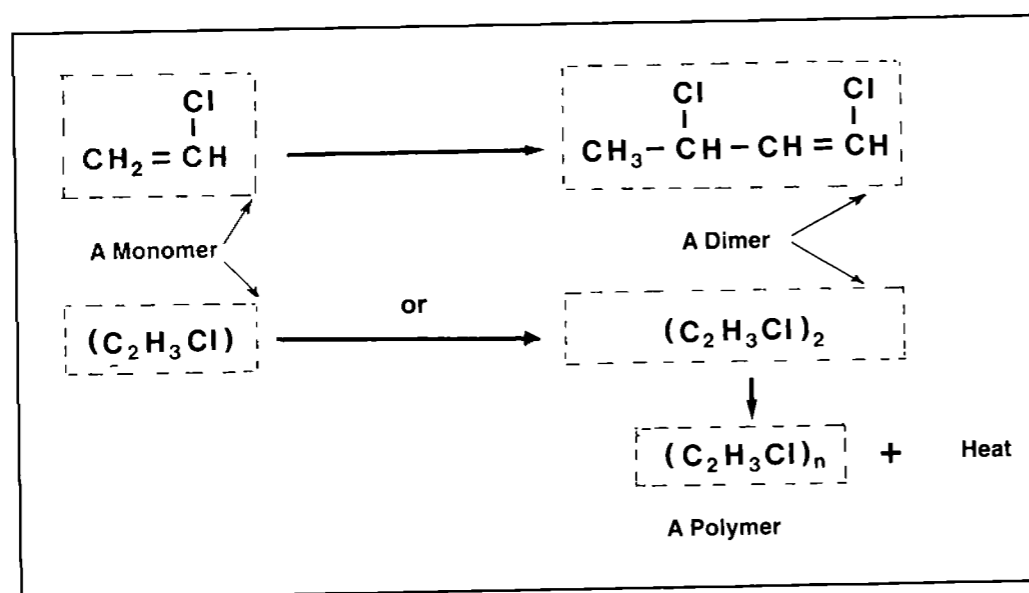 Cl Cl Cl
CH₂=CH CH₃–CH–CH=CH
A Monomer A Dimer
or
(C₂H₃Cl) (C₂H₃Cl)₂
(C₂H₃Cl)ₙ + Heat
A Polymer